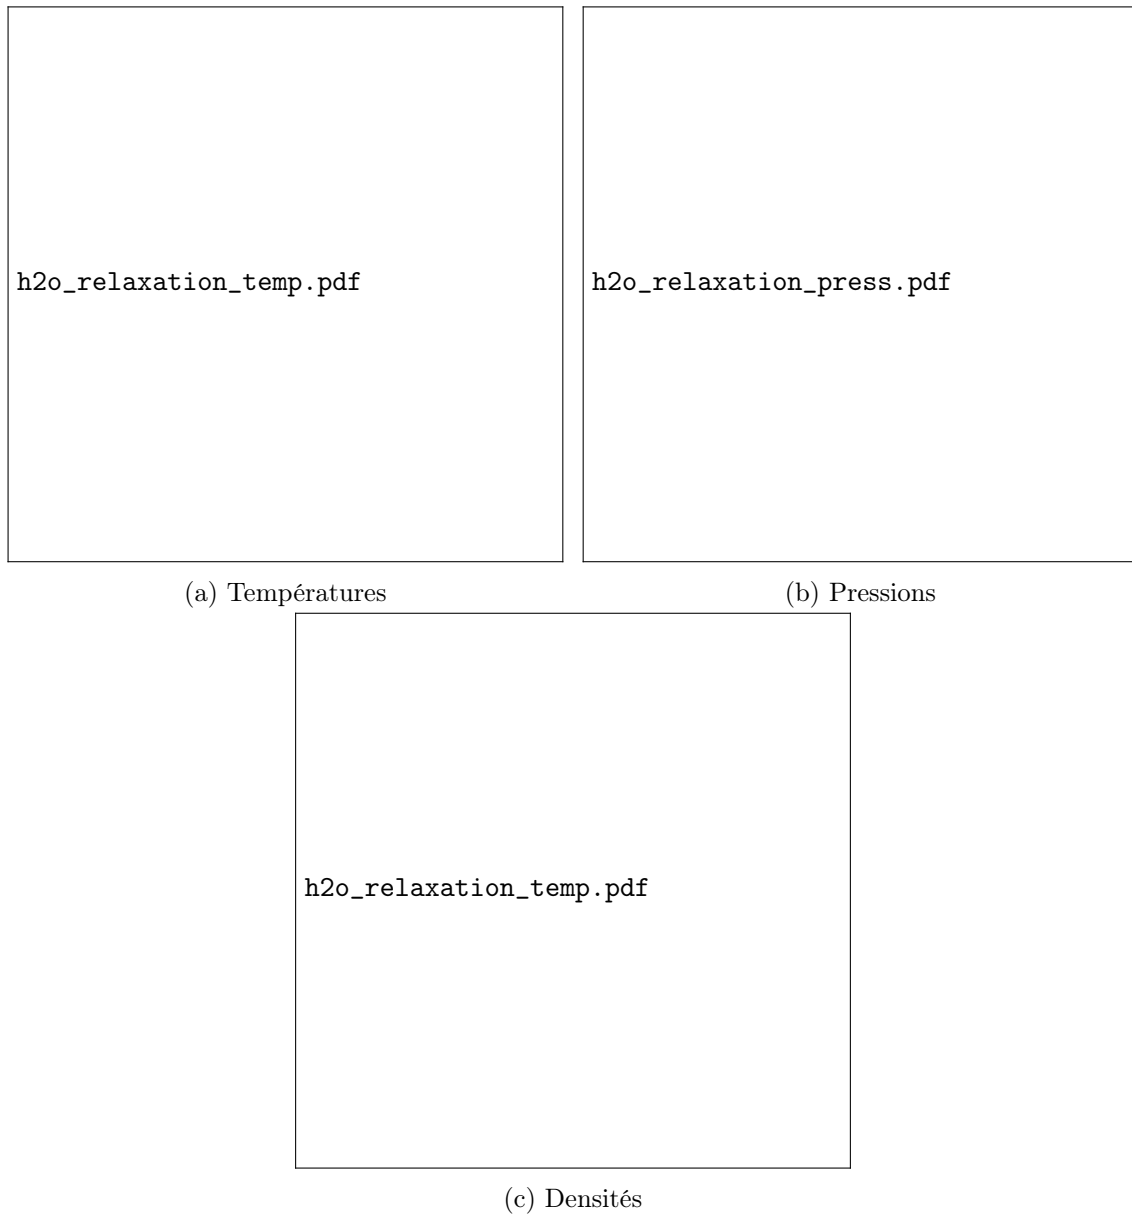 h2o_relaxation_temp.pdf
h2o_relaxation_press.pdf
(a) Températures
(b) Pressions
h2o_relaxation_temp.pdf
(c) Densités